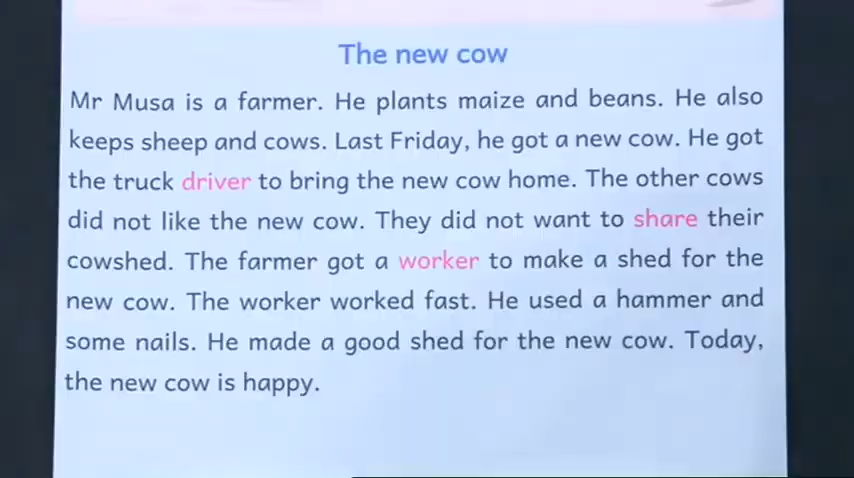 The new cow
Mr Musa is a farmer. He plants maize and beans. He also
keeps sheep and cows. Last Friday, he got a new cow. He got
the truck driver to bring the new cow home. The other cows
did not like the new cow. They did not want to share their
cowshed. The farmer got a worker to make a shed for the
new cow. The worker worked fast. He used a hammer and
some nails. He made a good shed for the new cow. Today,
the new cow is happy.